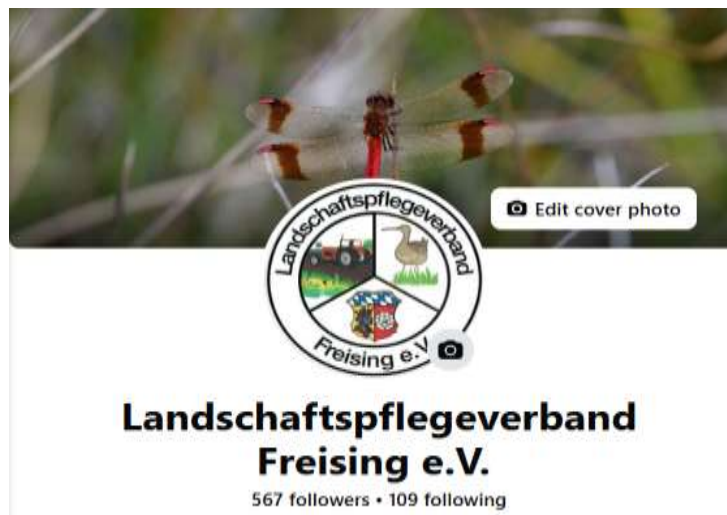 Edit cover photo
Landschaftspflegeverband
Freising e.V.
Landschaftspflegeverband
Freising e.V.
567 followers • 109 following